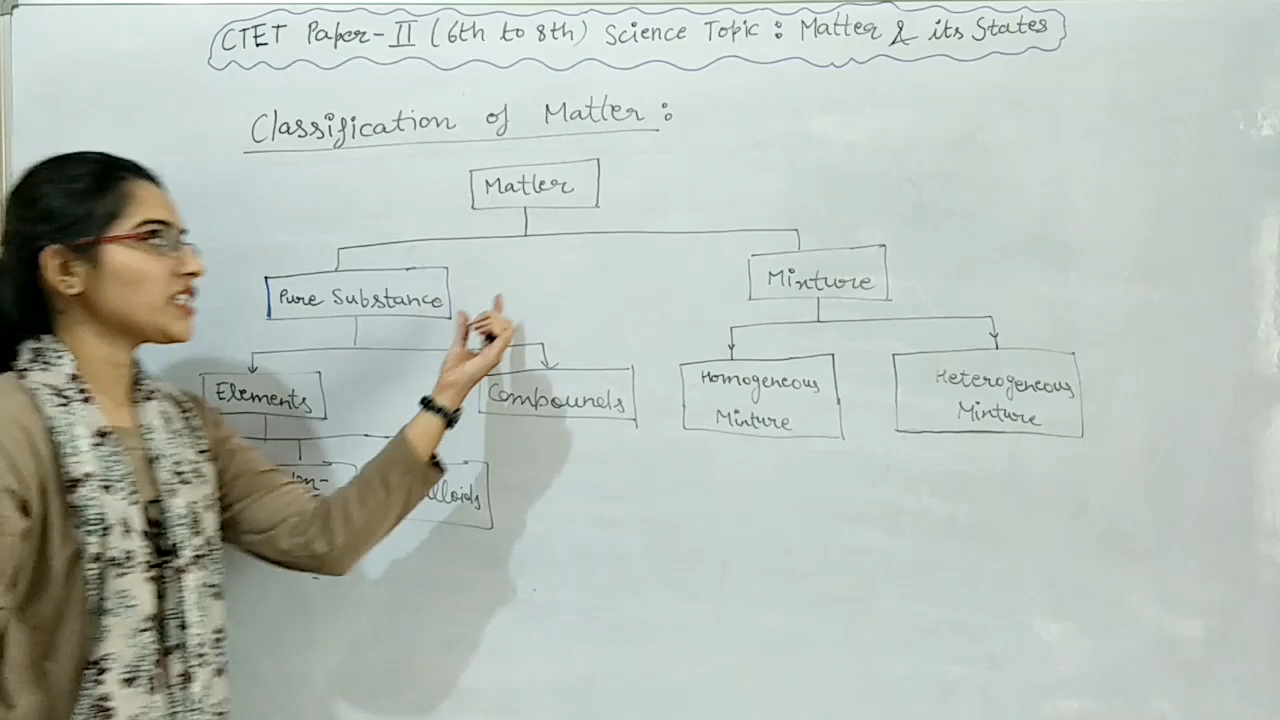 CTET Paper-II (6th to 8th) Science Topic : Matter & its States
Classification of Matter :
Matter
Pure Substance
Mixture
Elements
Compounds
Homogeneous
Mixture
Heterogeneous
Mixture